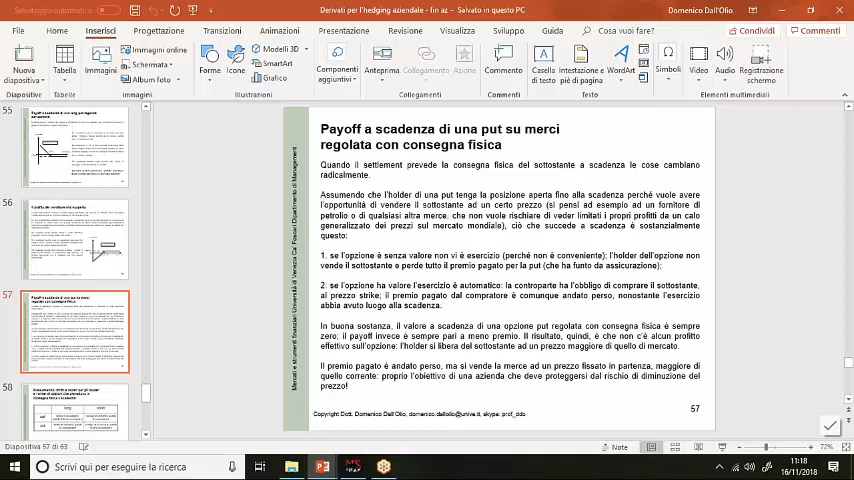 Salvataggio automatico
Derivati per l'hedging aziendale - fin az - Salvato in questo PC
Domenico Dall'Olio
File
Home
Inserisci
Progettazione
Transizioni
Animazioni
Presentazione
Revisione
Visualizza
Sviluppo
Guida
Cosa vuoi fare?
Condividi
Commenti
Nuova diapositiva
Tabella
Immagini
Immagini online
Schermata
Album foto
Forme
Icone
Modelli 3D
SmartArt
Grafico
Componenti aggiuntivi
Anteprima
Collegamento
Azione
Commento
Casella di testo
Intestazione e piè di pagina
WordArt
Simboli
Video
Audio
Registrazione schermo
Diapositive
Tabelle
Immagini
Illustrazioni
Collegamenti
Commenti
Testo
Elementi multimediali
55
56
57
58
Mercati e strumenti finanziari Università di Venezia Ca' Foscari Dipartimento di Management
Payoff a scadenza di una put su merci
regolata con consegna fisica
Quando il settlement prevede la consegna fisica del sottostante a scadenza le cose cambiano
radicalmente.
Assumendo che l'holder di una put tenga la posizione aperta fino alla scadenza perché vuole avere
l'opportunità di vendere il sottostante ad un certo prezzo (si pensi ad esempio ad un fornitore di
petrolio o di qualsiasi altra merce, che non vuole rischiare di veder limitati i propri profitti da un calo
generalizzato dei prezzi sul mercato mondiale), ciò che succede a scadenza è sostanzialmente
questo:
1. se l'opzione è senza valore non vi è esercizio (perché non è conveniente); l'holder dell'opzione non
vende il sottostante e perde tutto il premio pagato per la put (che ha funto da assicurazione);
2. se l'opzione ha valore l'esercizio è automatico: la controparte ha l'obbligo di comprare il sottostante,
al prezzo strike; il premio pagato dal compratore è comunque andato perso, nonostante l'esercizio
abbia avuto luogo alla scadenza.
In buona sostanza, il valore a scadenza di una opzione put regolata con consegna fisica è sempre
zero; il payoff invece è sempre pari a meno premio. Il risultato, quindi, è che non c'è alcun profitto
effettivo sull'opzione: l'holder si libera del sottostante ad un prezzo maggiore di quello di mercato.
Il premio pagato è andato perso, ma si vende la merce ad un prezzo fissato in partenza, maggiore di
quello corrente: proprio l'obiettivo di una azienda che deve proteggersi dal rischio di diminuzione del
prezzo!
57
Copyright Dott. Domenico Dall'Olio, domenico.dallolio@unive.it, skype: prof_ddo
Diapositiva 57 di 63
Note
72%
Scrivi qui per eseguire la ricerca
11:18
16/11/2018